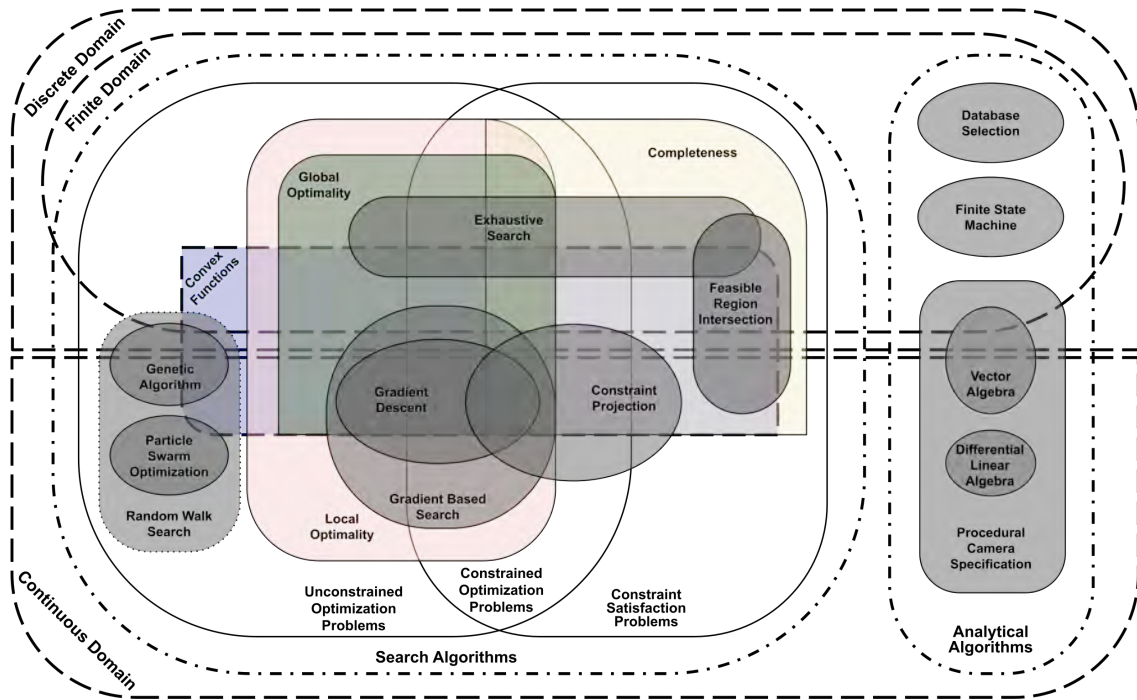 Discrete Domain
Finite Domain
Database
Selection
Completeness
Global
Optimality
Finite State
Machine
Exhaustive
Search
Convex
Functions
Feasible
Region
Intersection
Genetic
Algorithm
Gradient
Descent
Constraint
Projection
Vector
Algebra
Particle
Swarm
Optimization
Differential
Linear
Algebra
Gradient Based
Search
Random Walk
Search
Local
Optimality
Procedural
Camera
Specification
Unconstrained
Optimization
Problems
Constrained
Optimization
Problems
Constraint
Satisfaction
Problems
Continuous Domain
Search Algorithms
Analytical
Algorithms